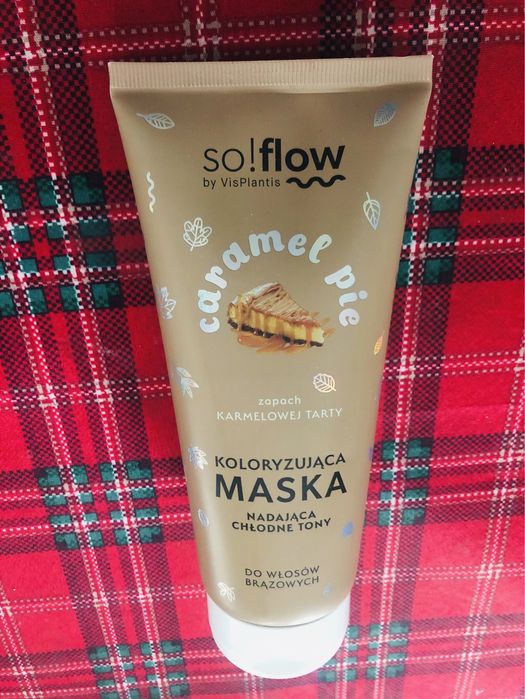 so!flow
by VisPlantis
caramel pie
zapach
KARMELOWEJ TARTY
KOLORYZUJĄCA
MASKA
NADAJĄCA
CHŁODNE TONY
DO WŁOSÓW
BRĄZOWYCH